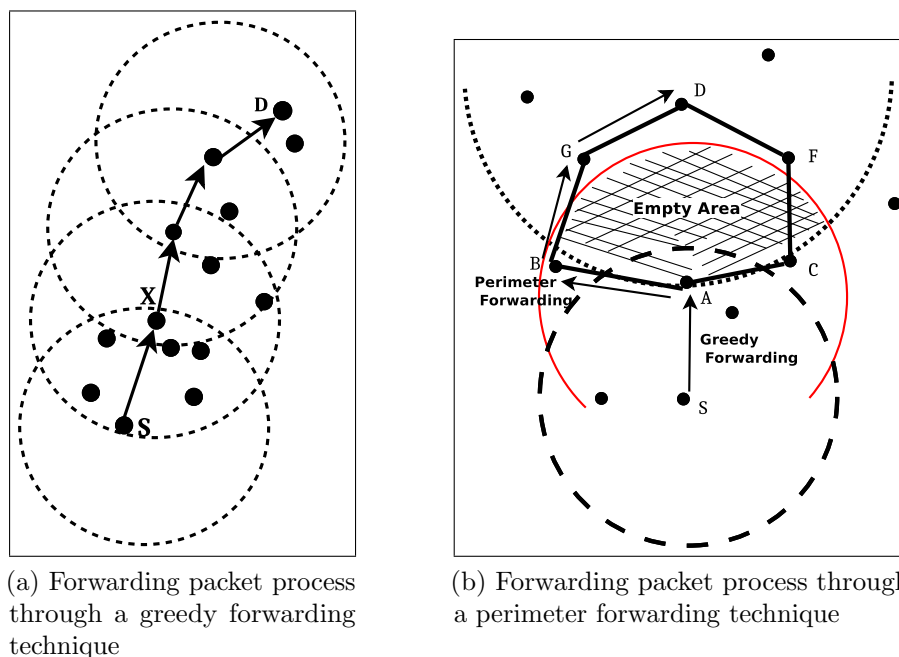 D
X
S
(a) Forwarding packet process
through a greedy forwarding
technique
D
G
F
Empty Area
B
C
Perimeter
Forwarding
A
Greedy
Forwarding
S
(b) Forwarding packet process through
a perimeter forwarding technique